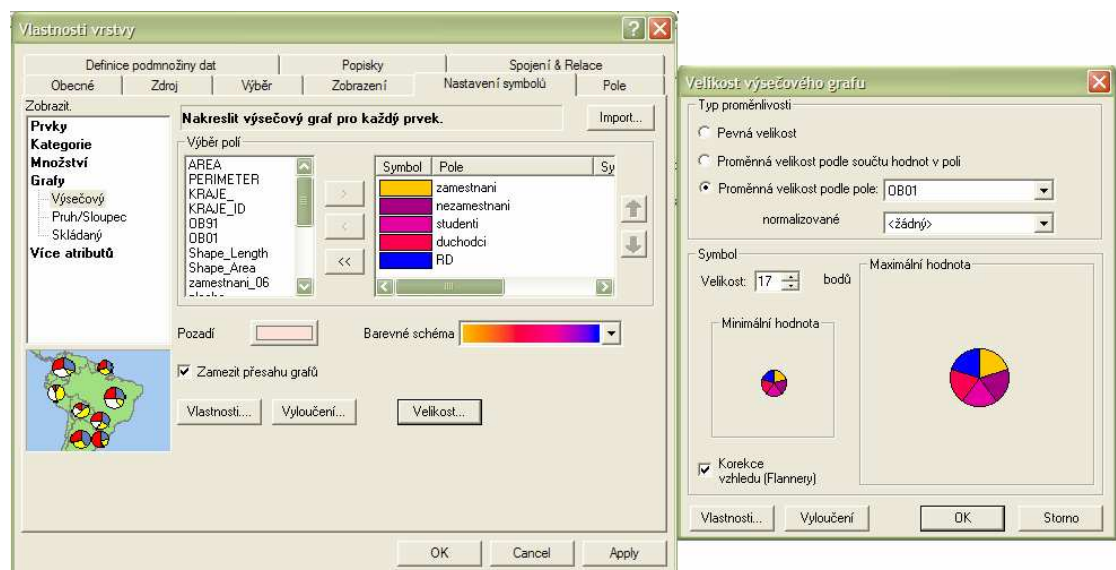 Vlastnosti vrstvy
Definice podmnožiny dat
Popisky
Spojení & Relace
Obecné
Zdroj
Výběr
Zobrazení
Nastavení symbolů
Pole
Zobrazit.
Prvky
Kategorie
Množství
Grafy
Výsečový
Pruh/Sloupec
Skládaný
Více atributů
Nakreslit výsečový graf pro každý prvek.
Import...
Výběr polí
AREA
PERIMETER
KRAJE_
KRAJE_ID
OB91
OB01
Shape_Length
Shape_Area
zamestnani_06
>
<
<<
Symbol
Pole
Sy
zamestnani
nezamestnani
studenti
duchodci
RD
Pozadí
Barevné schéma
Zamezit přesahu grafů
Vlastnosti....
Vyloučení...
Velikost...
OK
Cancel
Apply
Velikost výsečového grafu
Typ proměnlivosti
Pevná velikost
Proměnná velikost podle součtu hodnot v poli
Proměnná velikost podle pole:
OB01
normalizované
<žádný>
Symbol
Velikost:
17
bodů
Maximální hodnota
Minimální hodnota
Korekce
vzhledu (Flannery)
Vlastnosti...
Vyloučení
OK
Storno